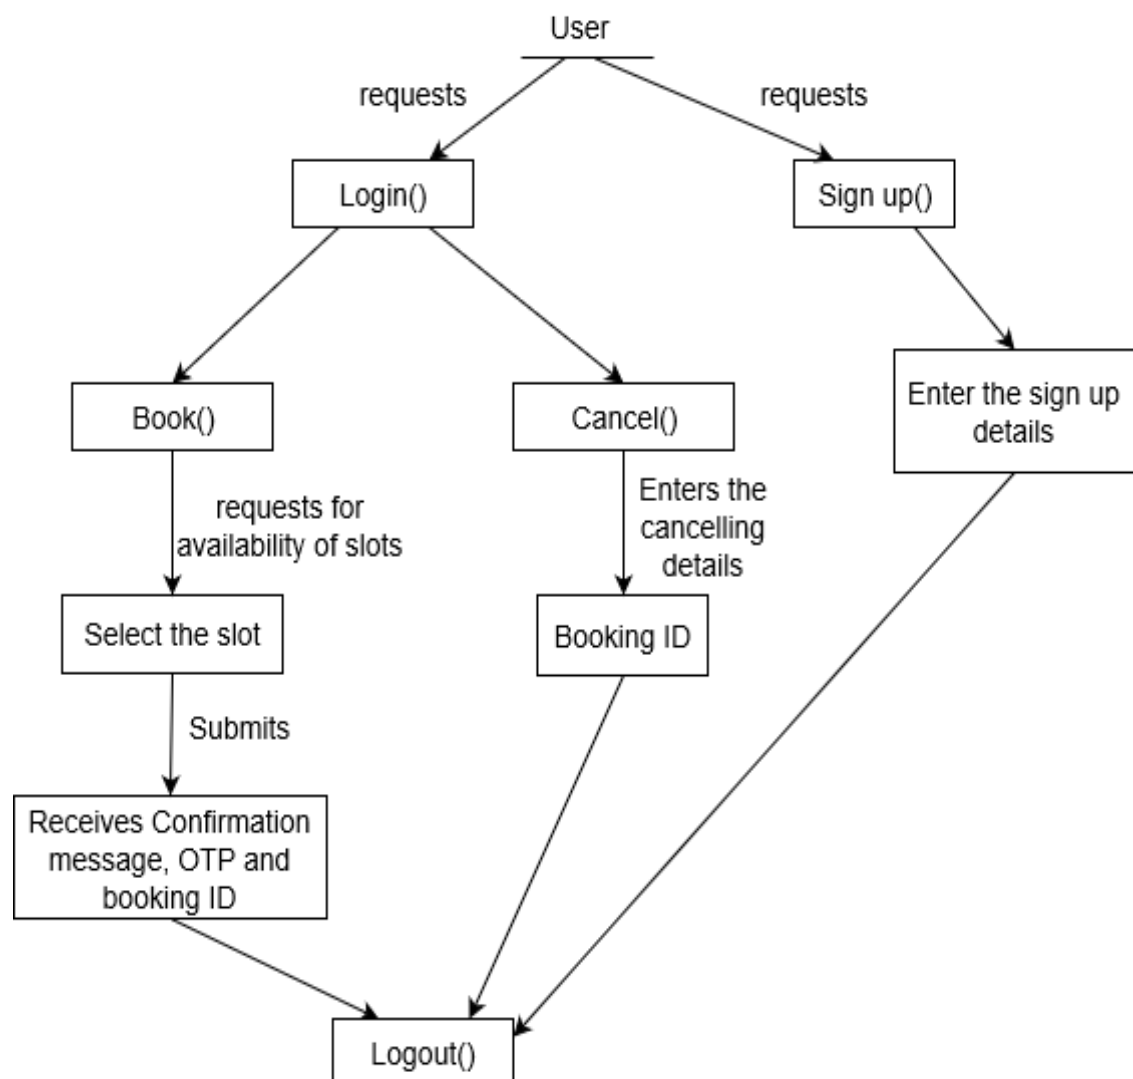 User
requests
requests
Login()
Sign up()
Book()
Cancel()
Enter the sign up
details
requests for
availability of slots
Enters the
cancelling
details
Select the slot
Booking ID
Submits
Receives Confirmation
message, OTP and
booking ID
Logout()